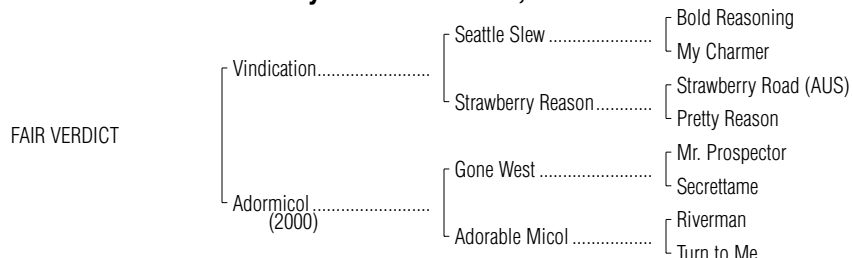 Bold Reasoning
Seattle Slew ......................
My Charmer
Vindication........................
Strawberry Road (AUS)
Strawberry Reason............
Pretty Reason
FAIR VERDICT
Mr. Prospector
Gone West ........................
Secrettame
Adormicol .........................
(2000)
Riverman
Adorable Micol .................
Turn to Me